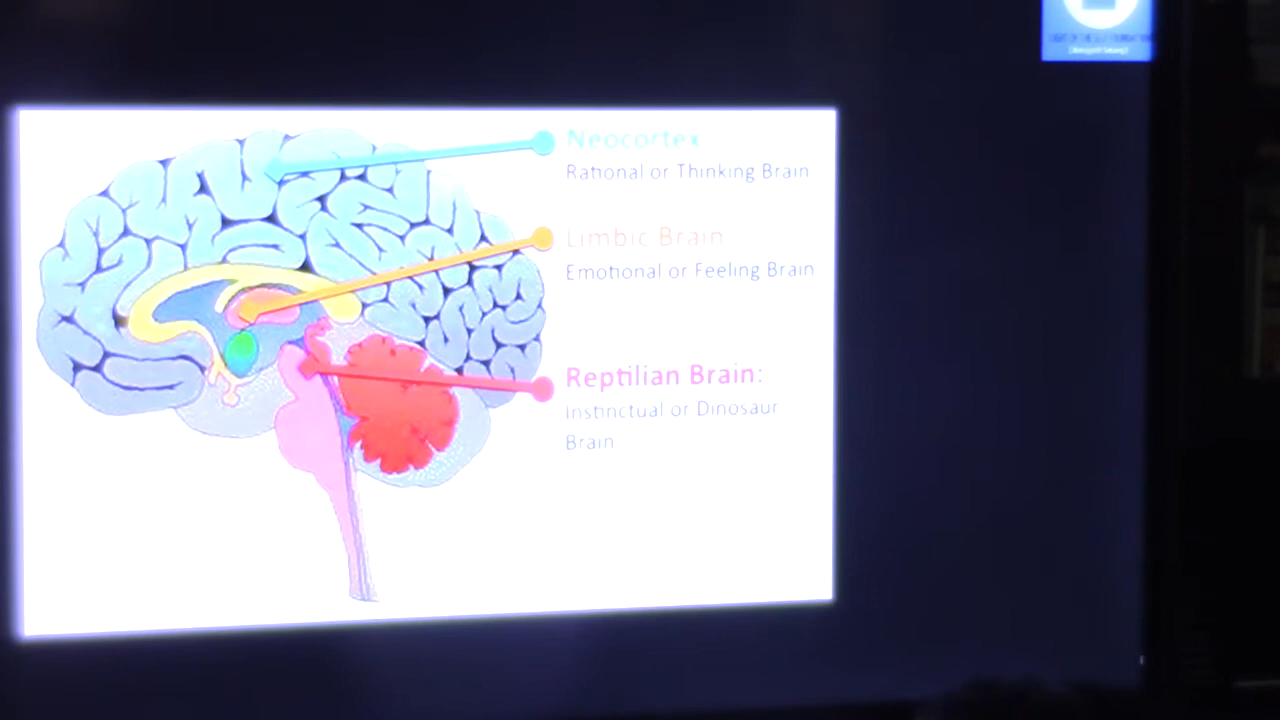 Neocortex
Rational or Thinking Brain
Limbic Brain
Emotional or Feeling Brain
Reptilian Brain:
Instinctual or Dinosaur
Brain